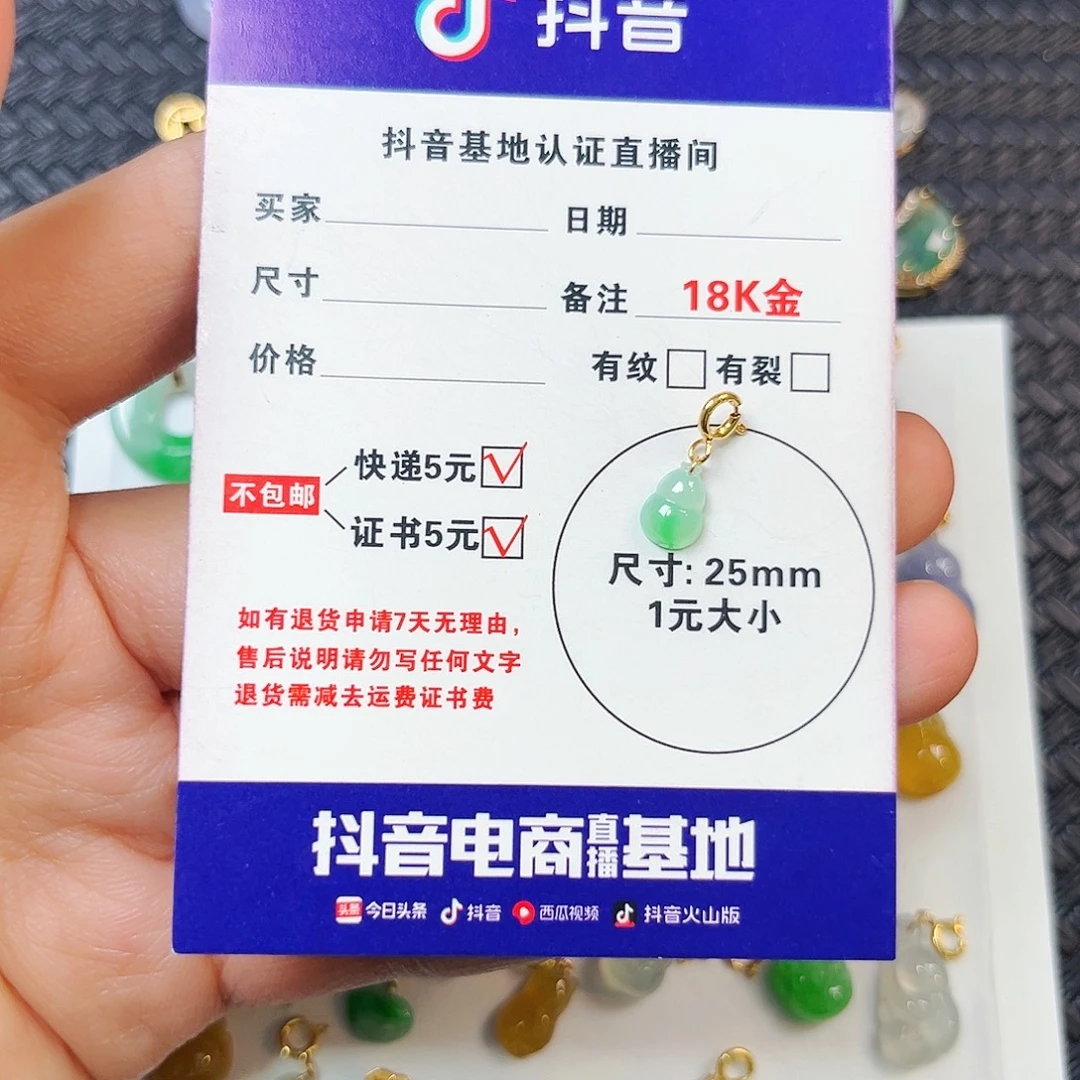 抖音
抖音基地认证直播间
买家 日期
尺寸 备注 18K金
价格 有纹 有裂
不包邮
快递5元
证书5元
尺寸: 25mm
1元大小
如有退货申请7天无理由，
售后说明请勿写任何文字
退货需减去运费证书费
抖音电商直播基地
头条 今日头条 抖音 西瓜视频 抖音火山版